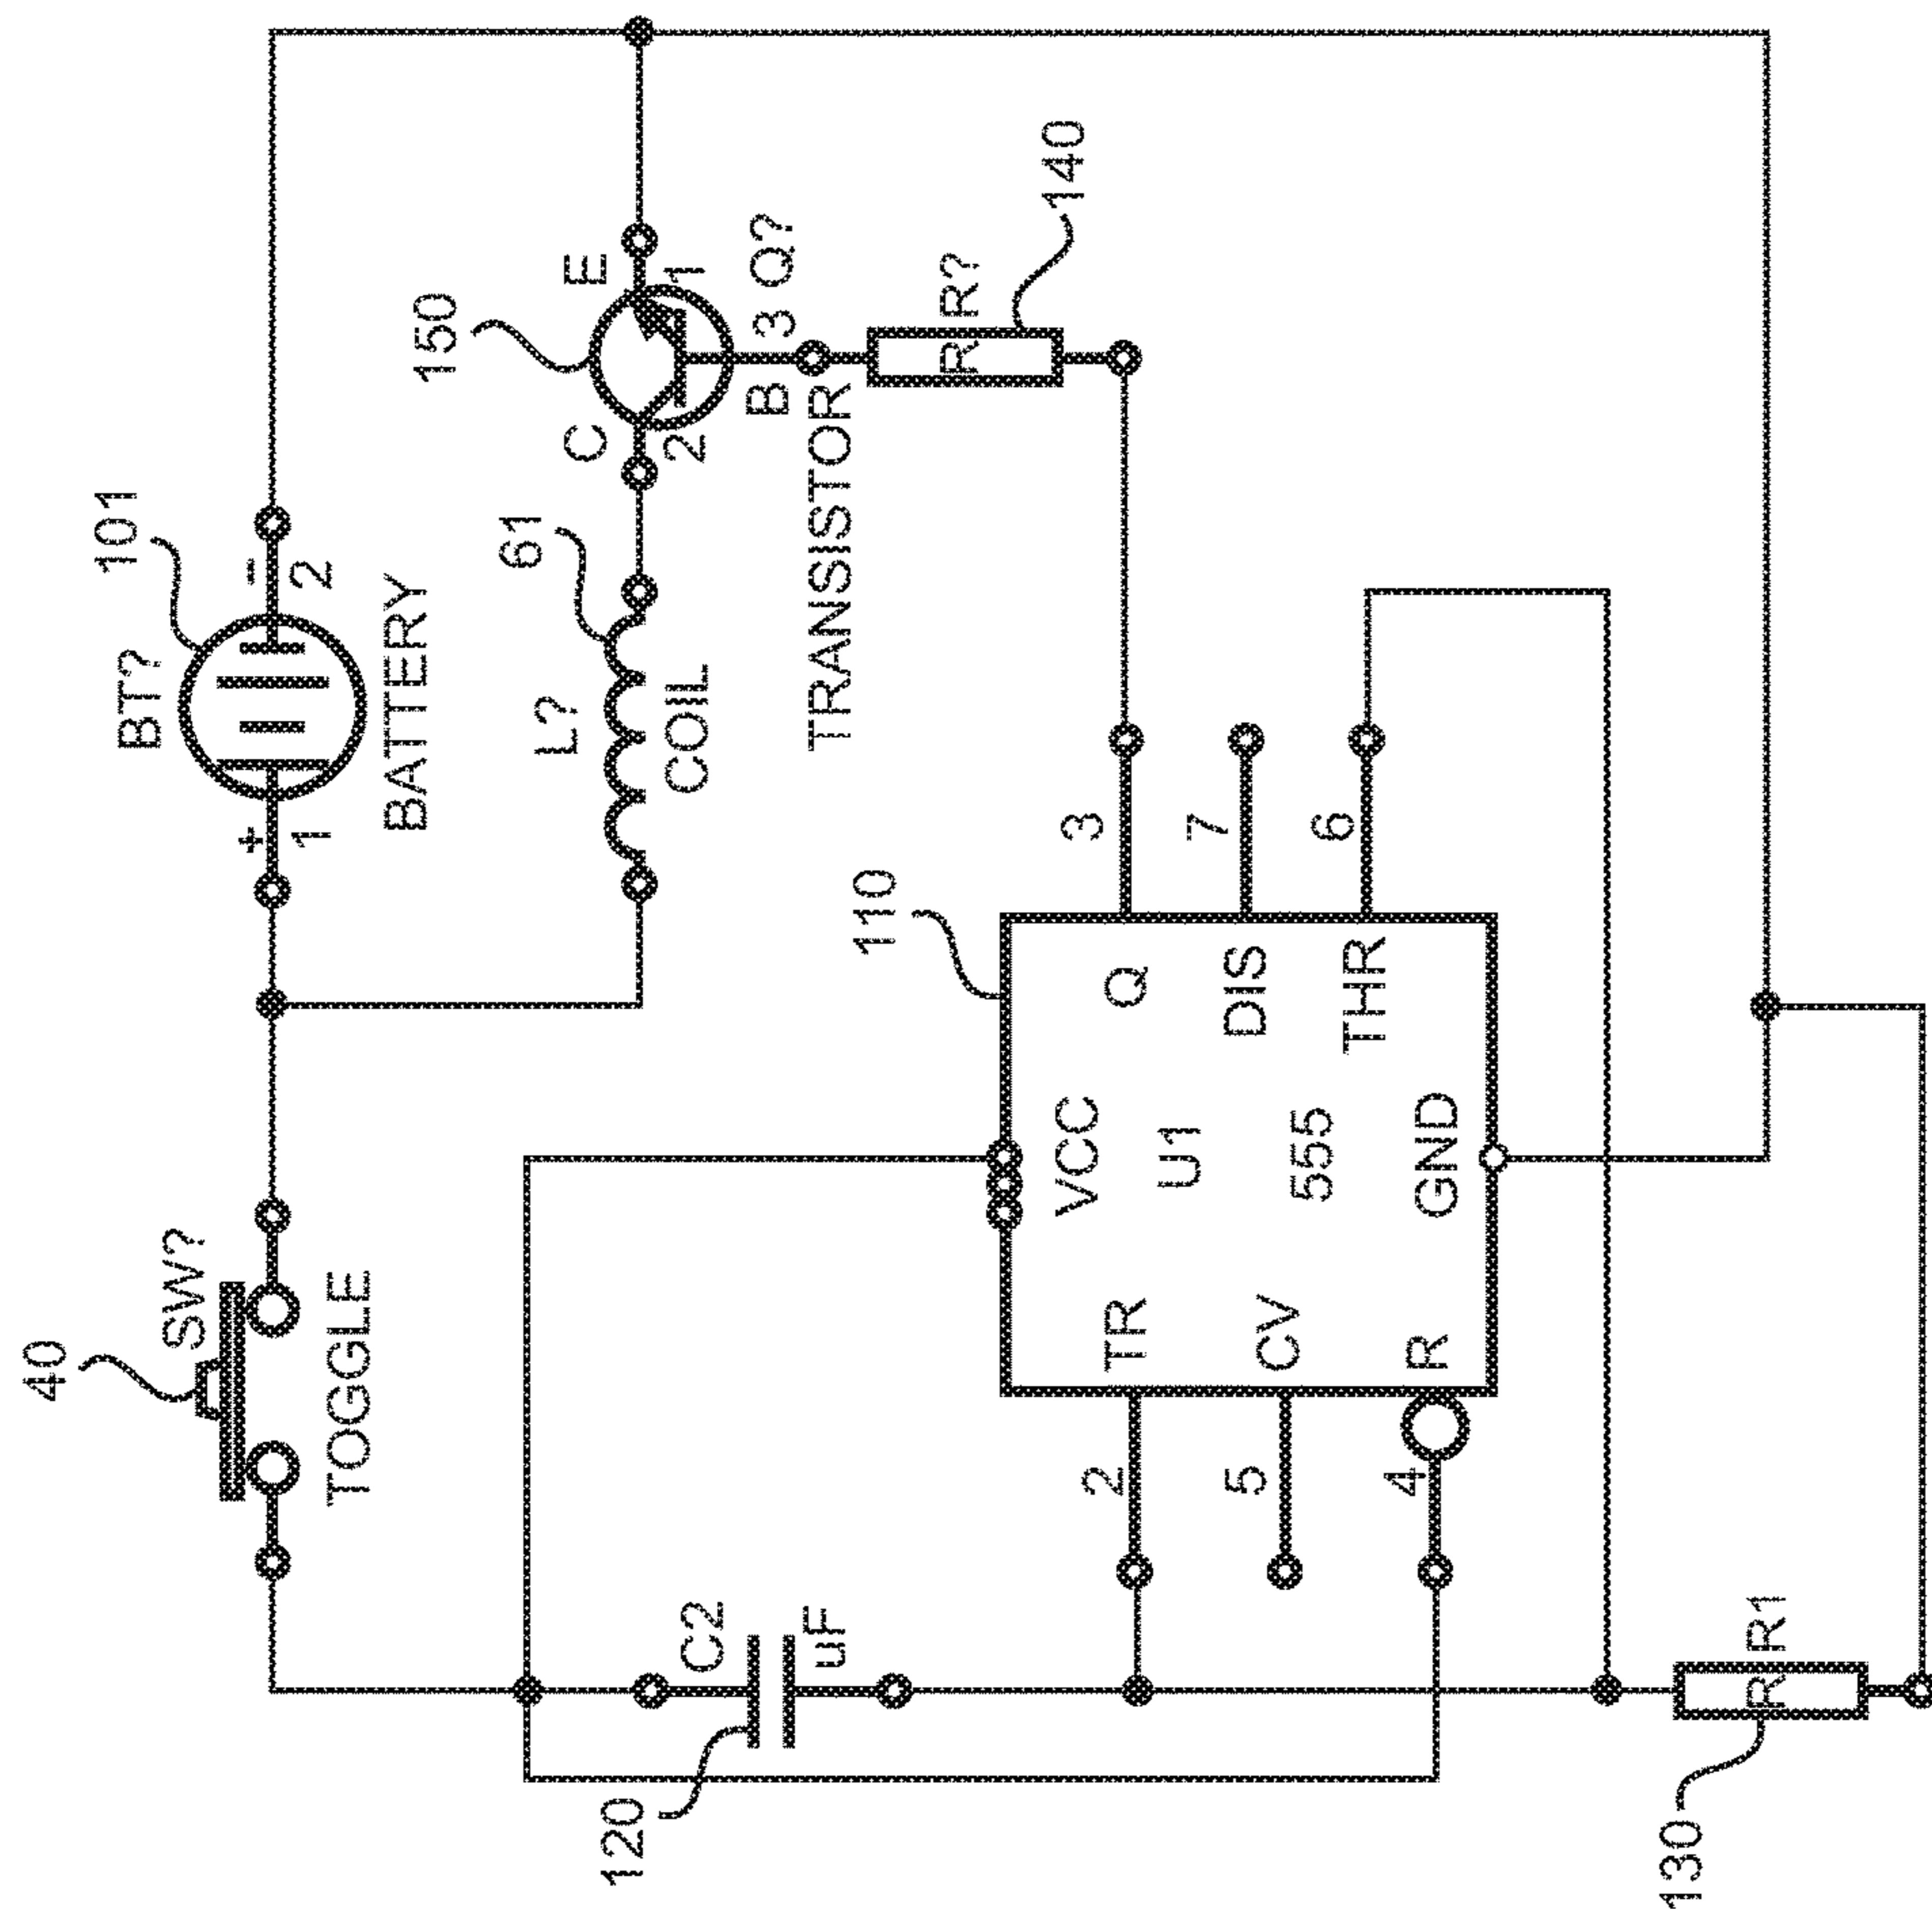 40
SW?
TOGGLE
101
BT?
+
1
-
2
BATTERY
L?
61
COIL
150
C
2
E
1
B
3
Q?
TRANSISTOR
R
R?
140
110
VCC
U1
555
GND
TR
CV
R
Q
DIS
THR
2
5
4
3
7
6
C2
uF
120
R
R1
130